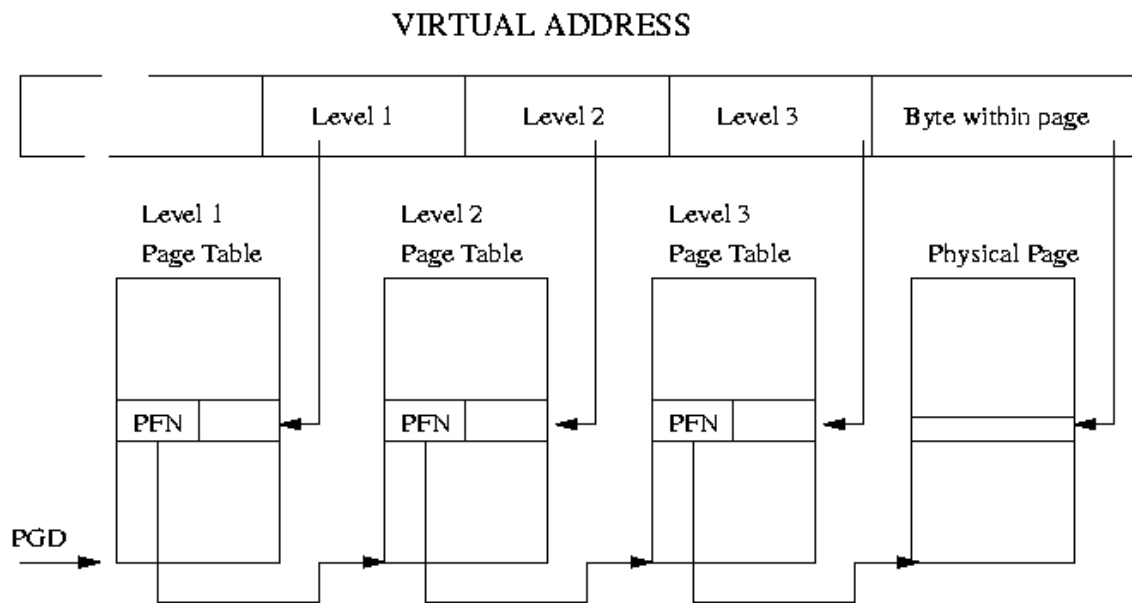 VIRTUAL ADDRESS
Level 1
Level 2
Level 3
Byte within page
Level 1
Page Table
Level 2
Page Table
Level 3
Page Table
Physical Page
PFN
PFN
PFN
PGD